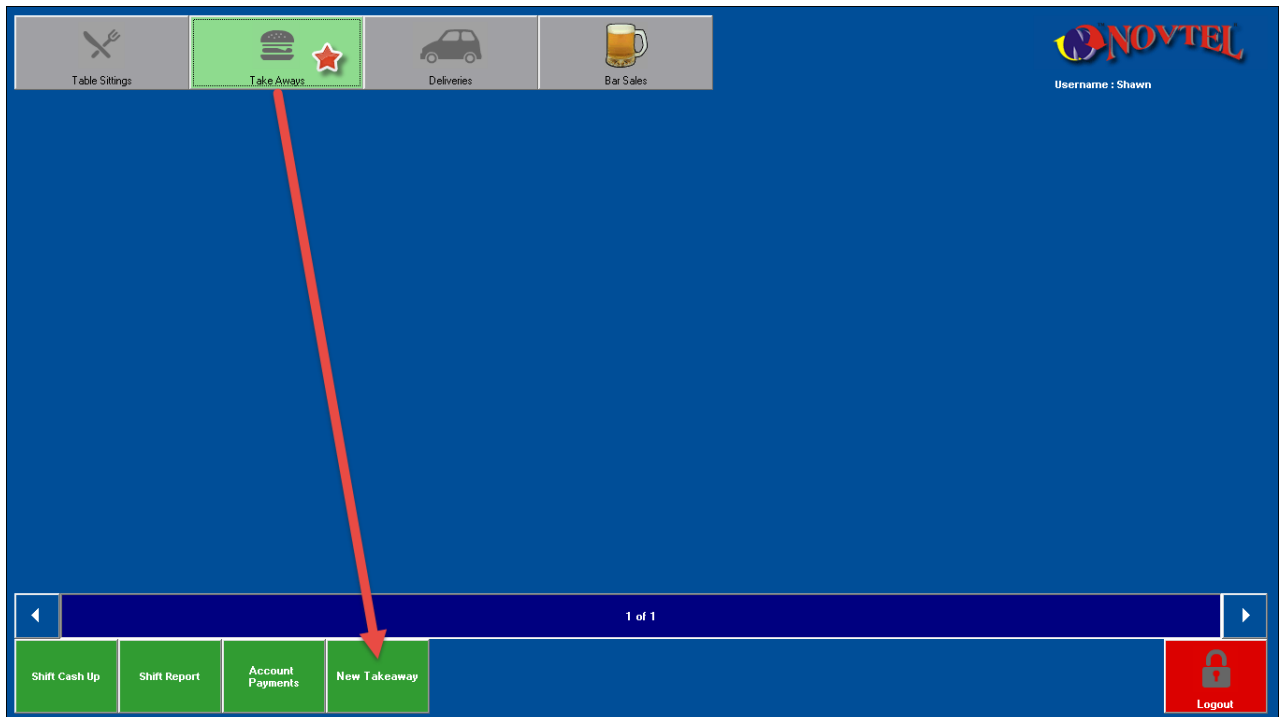 Table Sittings
Take Aways
Deliveries
Bar Sales
NOVTEL
Username : Shawn
1 of 1
Shift Cash Up
Shift Report
Account
Payments
New Takeaway
Logout